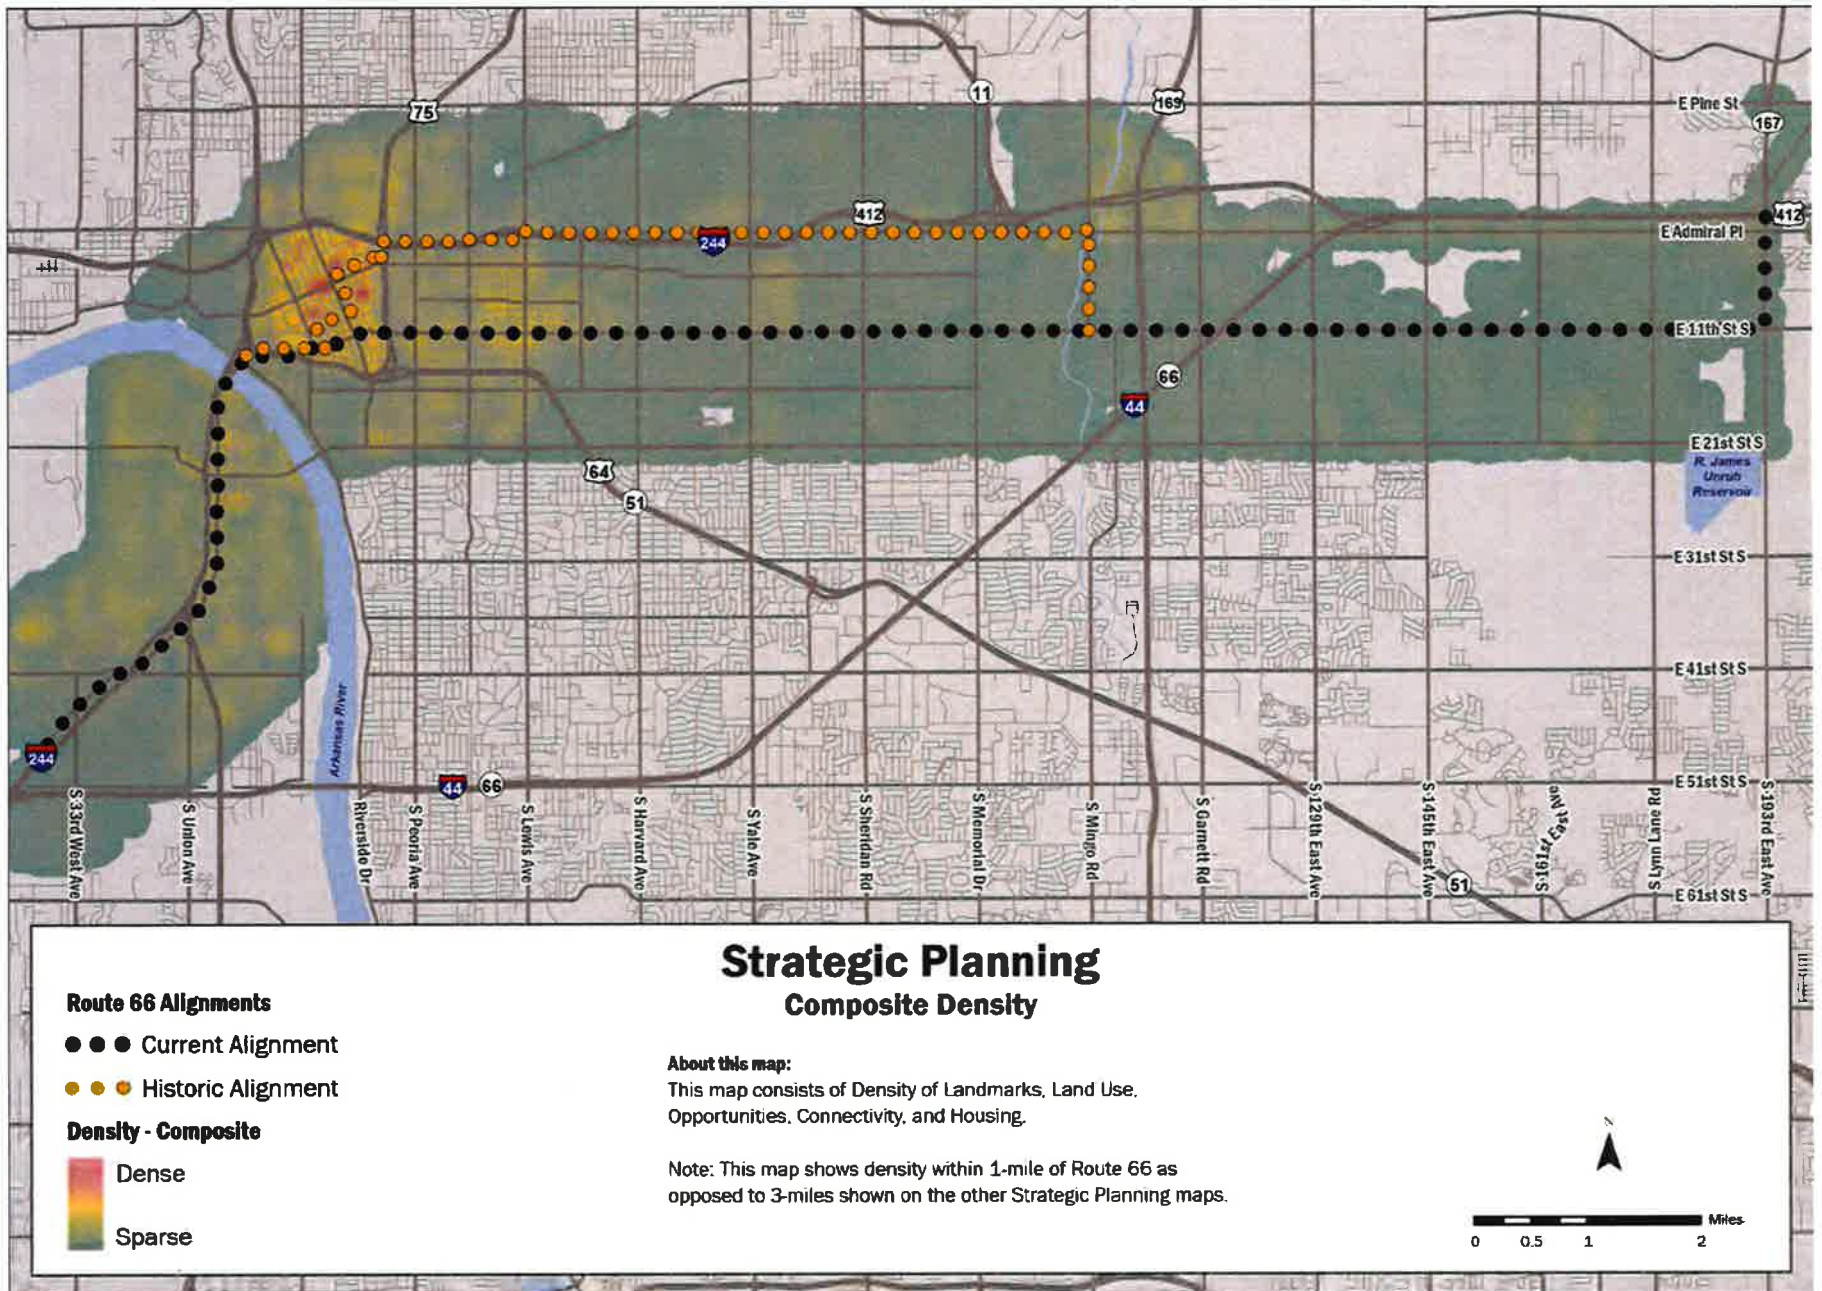 75
11
169
E Pine St
167
412
412
E Admiral Pl
244
E 11th St S
66
44
E 21st St S
R. James
Unrub
Reservoir
64
51
E 31st St S
E 41st St S
Arkansas River
244
44
66
E 51st St S
S 33rd West Ave
S Union Ave
Riverside Dr
S Peoria Ave
S Lewis Ave
S Harvard Ave
S Yale Ave
S Sheridan Rd
S Memorial Dr
S Mingo Rd
S Garnett Rd
S 129th East Ave
S 145th East Ave
S 161st East Ave
S Lynn Lane Rd
S 193rd East Ave
51
E 61st St S
Strategic Planning
Composite Density
Route 66 Alignments
Current Alignment
Historic Alignment
Density - Composite
Dense
Sparse
About this map:
This map consists of Density of Landmarks, Land Use,
Opportunities, Connectivity, and Housing.
Note: This map shows density within 1-mile of Route 66 as
opposed to 3-miles shown on the other Strategic Planning maps.
N
Miles
0 0.5 1 2